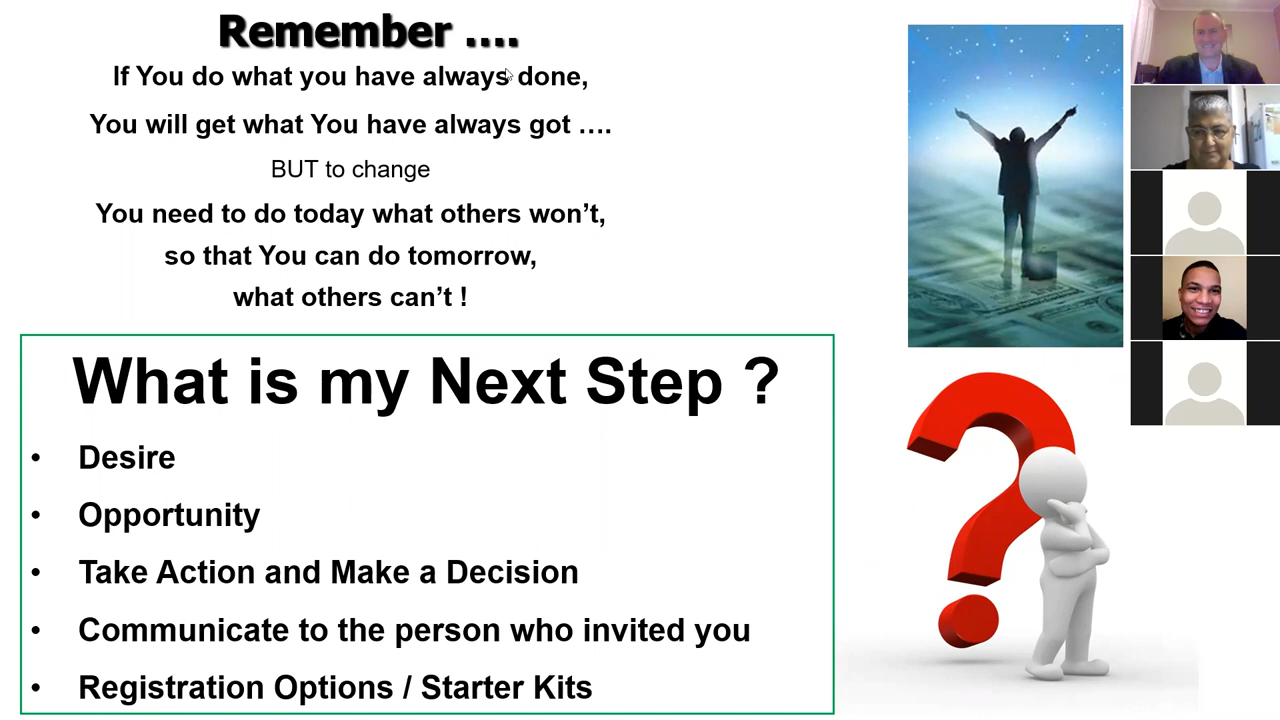 Remember ....
If You do what you have always done,
You will get what You have always got ....
BUT to change
You need to do today what others won’t,
so that You can do tomorrow,
what others can’t !
What is my Next Step ?
• Desire
• Opportunity
• Take Action and Make a Decision
• Communicate to the person who invited you
• Registration Options / Starter Kits